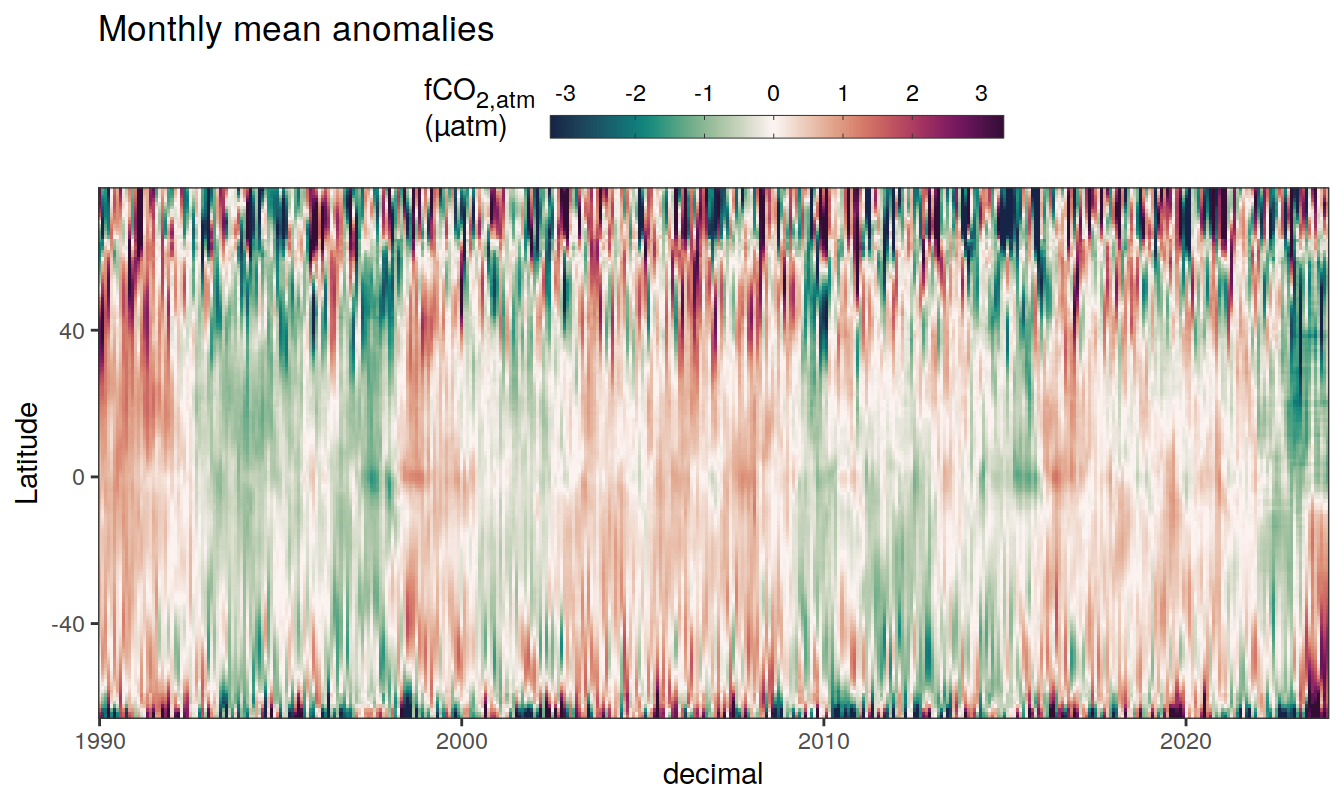 Monthly mean anomalies
fCO2,atm
(µatm)
-3 -2 -1 0 1 2 3
Latitude
40
0
-40
1990 2000 2010 2020
decimal